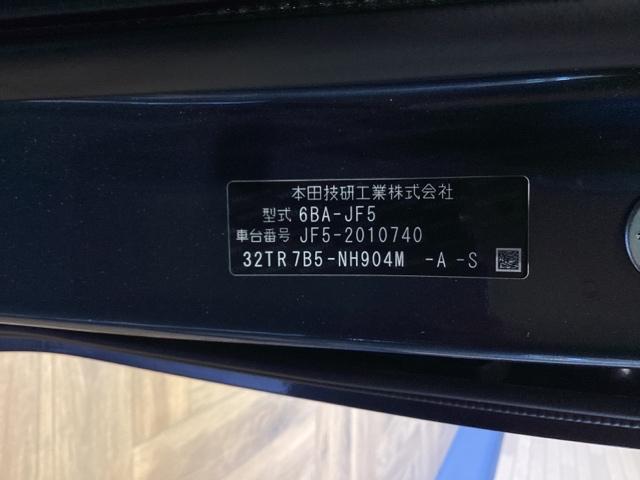 本田技研工業株式会社
型式 6BA-JF5
車台番号 JF5-2010740
32TR 7B5-NH904M -A -S